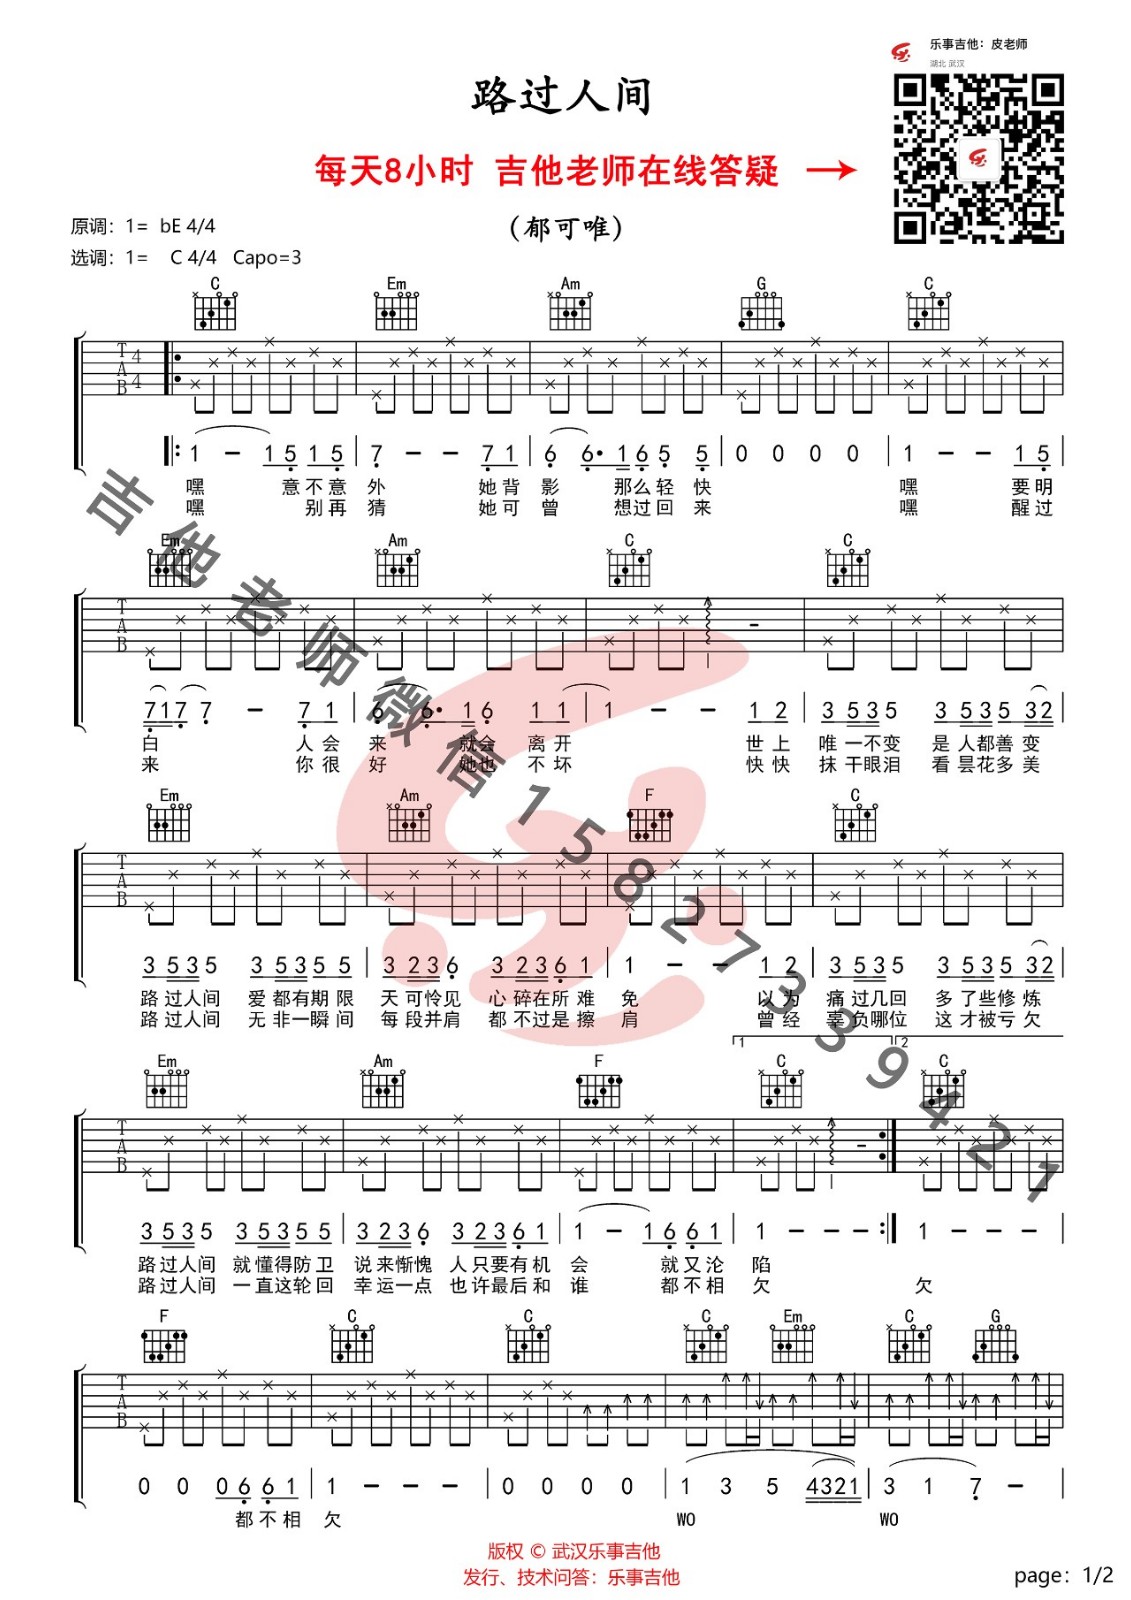 乐事吉他：皮老师
湖北 武汉
路过人间
每天8小时 吉他老师在线答疑 →
（郁可唯）
原调：1= bE 4/4
选调：1= C 4/4 Capo=3
C Em Am G C
T A B 4 4
1 - 1 5 1 5 7 - - 7 1 6 6· 1 6 5 5 0 0 0 0 1 - - 1 5
嘿 意 不 意 外 她 背 影 那么 轻 快 嘿 要 明
嘿 别 再 猜 她 可 曾 想过 回 来 嘿 醒 过
Em Am C C
T A B
7 1 7 7 - 7 1 6 6· 1 6 1 1 1 - - 1 2 3 5 3 5 3 5 3 5 3 2
白 人 会 来 就会 离 开 世 上 唯 一不变 是 人都善 变
来 你 很 好 她也 不 坏 快 快 抹 干眼泪 看 昙花多 美
Em Am F C
T A B
3 5 3 5 3 5 3 5 5 3 2 3 6 3 2 3 6 1 1 - - 1 2 3 5 3 5 3 5 3 5 3 2
路 过人间 爱 都有期 限 天 可怜见 心 碎在所 难 免 以 为 痛 过几回 多 了些修 炼
路 过人间 无 非一瞬 间 每 段并肩 都 不过是 擦 肩 曾 经 辜 负哪位 这 才被亏 欠
1 2
Em Am F C C
T A B
3 5 3 5 3 5 3 5 5 3 2 3 6 3 2 3 6 1 1 - 1 6 6 1 1 - - - 1 - - -
路 过人间 就 懂得防 卫 说 来惭愧 人 只要有 机 会 就 又 沦 陷
路 过人间 一 直这轮 回 幸 运一点 也 许最后 和 谁 都 不 相 欠 欠
F C C C Em C G
T A B
0 0 0 6 6 1 1 - - - 0 0 0 0 1 3 5 4 3 2 1 3 1 7 -
都 不 相 欠 WO WO
吉他老师微信15827339421
版权 © 武汉乐事吉他
发行、技术问答：乐事吉他
page：1/2